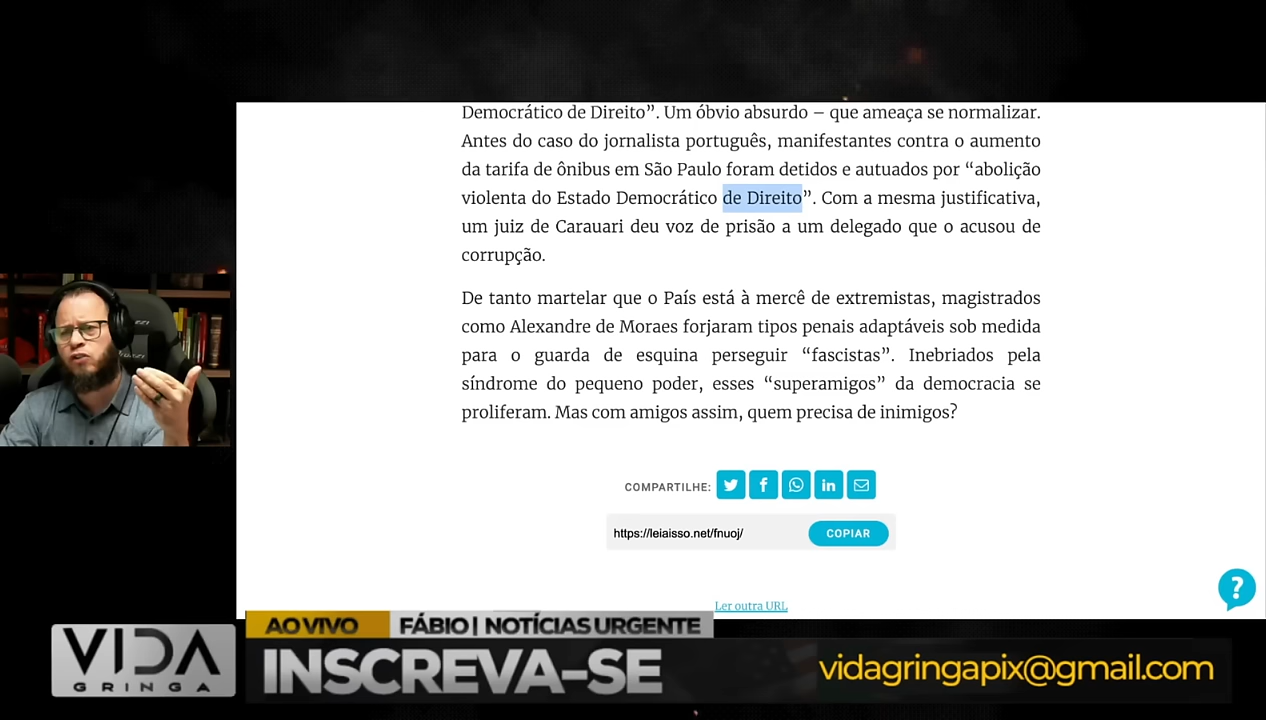 Democrático de Direito”. Um óbvio absurdo – que ameaça se normalizar.
Antes do caso do jornalista português, manifestantes contra o aumento
da tarifa de ônibus em São Paulo foram detidos e autuados por “abolição
violenta do Estado Democrático de Direito”. Com a mesma justificativa,
um juiz de Carauari deu voz de prisão a um delegado que o acusou de
corrupção.
De tanto martelar que o País está à mercê de extremistas, magistrados
como Alexandre de Moraes forjaram tipos penais adaptáveis sob medida
para o guarda de esquina perseguir “fascistas”. Inebriados pela
síndrome do pequeno poder, esses “superamigos” da democracia se
proliferam. Mas com amigos assim, quem precisa de inimigos?
COMPARTILHE:
https://leiaisso.net/fnuoj/
COPIAR
?
Ler outra URL
AO VIVO
FÁBIO | NOTÍCIAS URGENTE
VIDA
GRINGA
INSCREVA-SE
vidagringapix@gmail.com